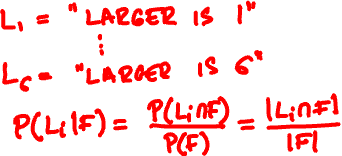 L₁ = "LARGER IS 1"
⋮
L₆ = "LARGER IS 6"
P(Lᵢ|F) = P(Lᵢ∩F)/P(F) = |Lᵢ∩F|/|F|